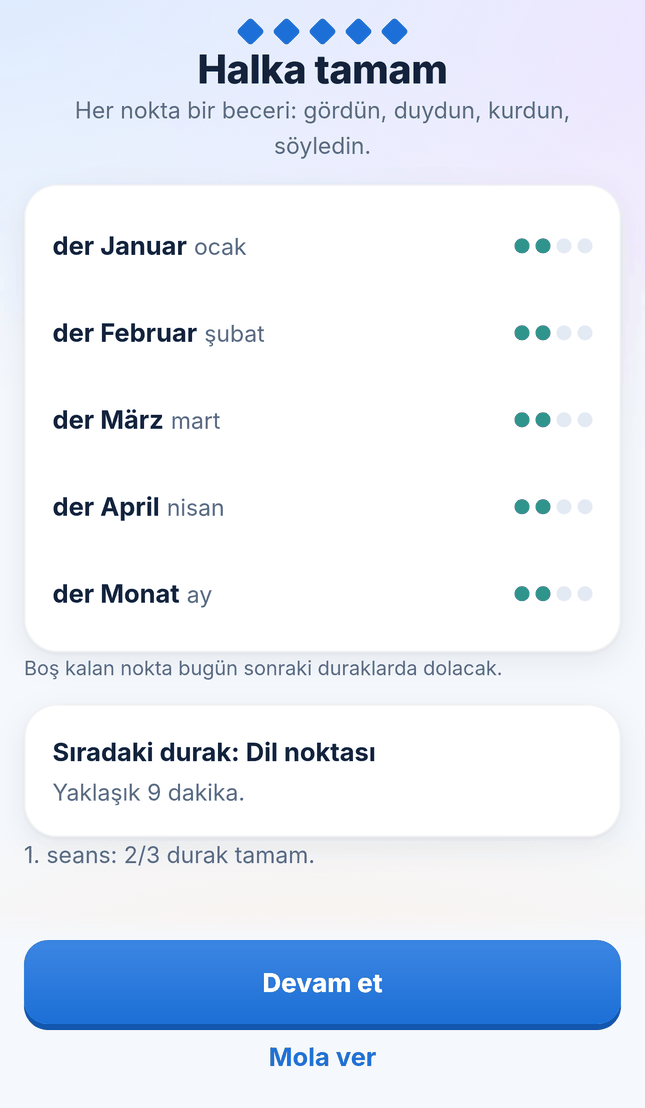 Halka tamam
Her nokta bir beceri: gördün, duydun, kurdun,
söyledin.
der Januar ocak
der Februar şubat
der März mart
der April nisan
der Monat ay
Boş kalan nokta bugün sonraki duraklarda dolacak.
Sıradaki durak: Dil noktası
Yaklaşık 9 dakika.
1. seans: 2/3 durak tamam.
Devam et
Mola ver